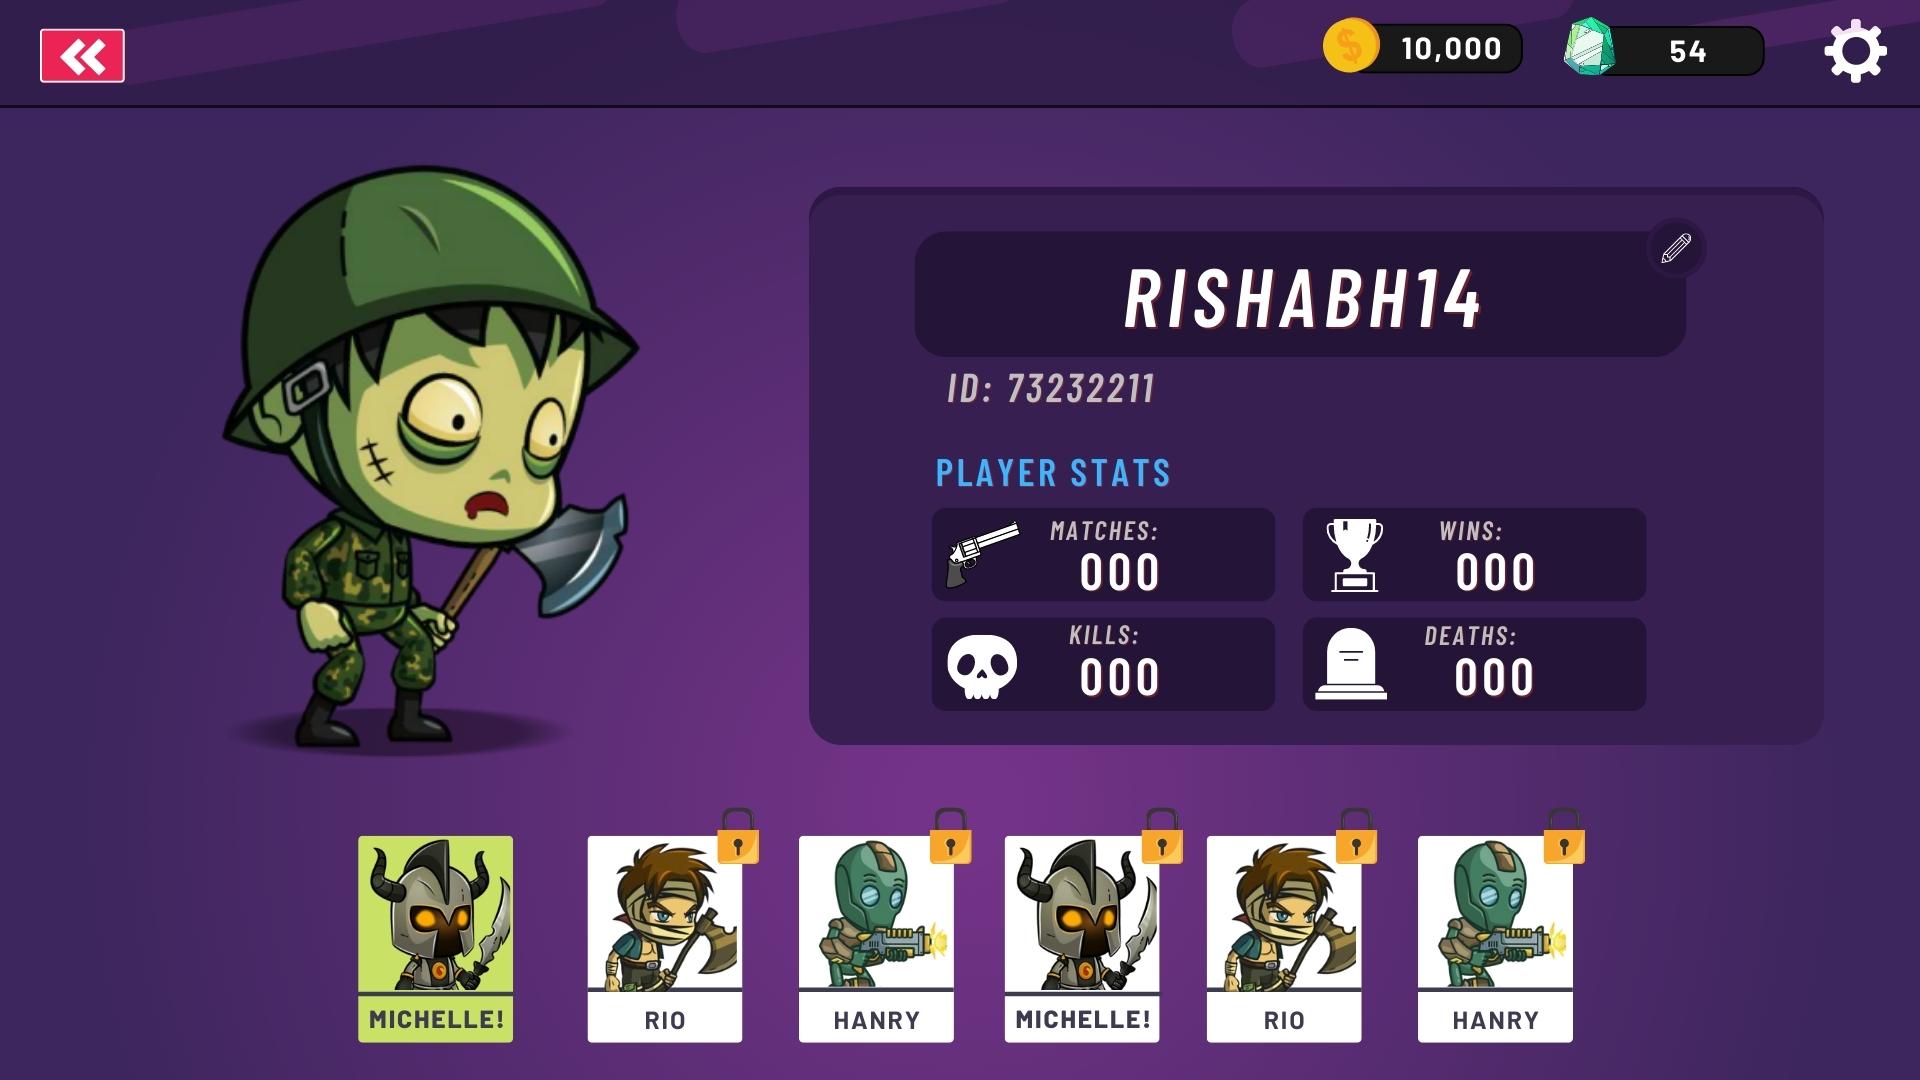 $ 10,000 54
RISHABH14
ID: 73232211
PLAYER STATS
MATCHES: WINS:
000 000
KILLS: DEATHS:
000 000
MICHELLE! RIO HANRY MICHELLE! RIO HANRY